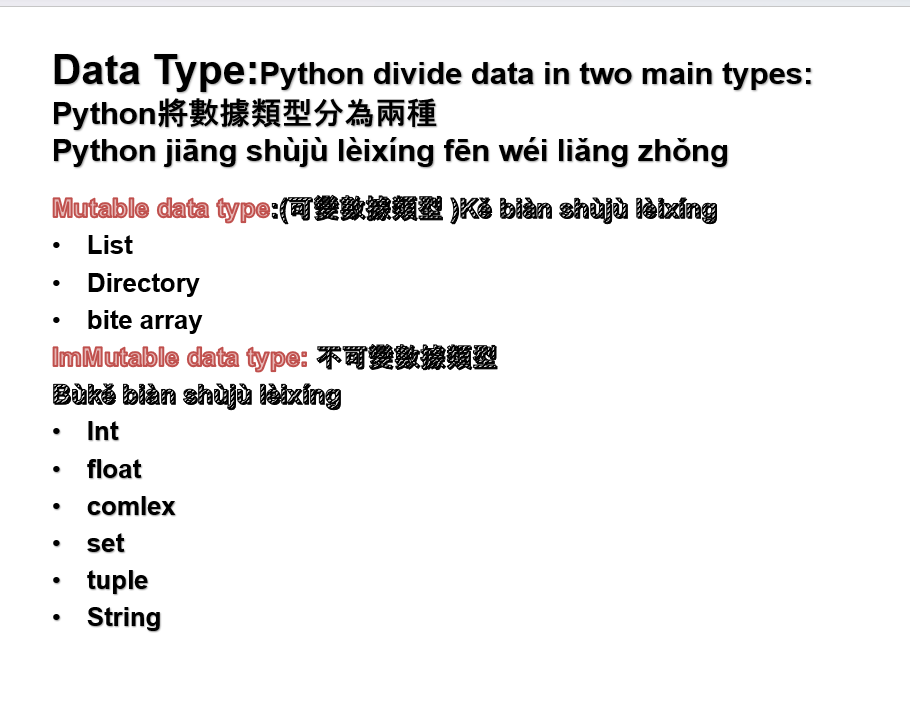 Data Type:Python divide data in two main types:
Python將數據類型分為兩種
Python jiāng shùjù lèixíng fēn wéi liǎng zhǒng
Mutable data type:(可變數據類型 )Kě biàn shùjù lèixíng
• List
• Directory
• bite array
ImMutable data type: 不可變數據類型
Bùkě biàn shùjù lèixíng
• Int
• float
• comlex
• set
• tuple
• String